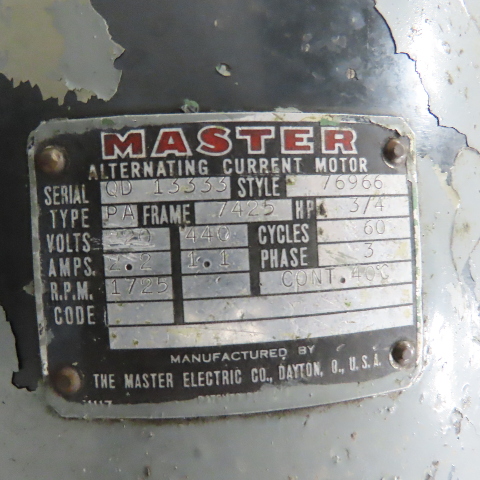 MASTER
ALTERNATING CURRENT MOTOR
SERIAL QD 13333 STYLE 76966
TYPE PA FRAME 7425 HP 3/4
VOLTS 440 CYCLES 60
AMPS. 2.2 1.1 PHASE 3
R.P.M. 1725 CONT. 40°C
CODE
MANUFACTURED BY
THE MASTER ELECTRIC CO., DAYTON, O., U.S.A.